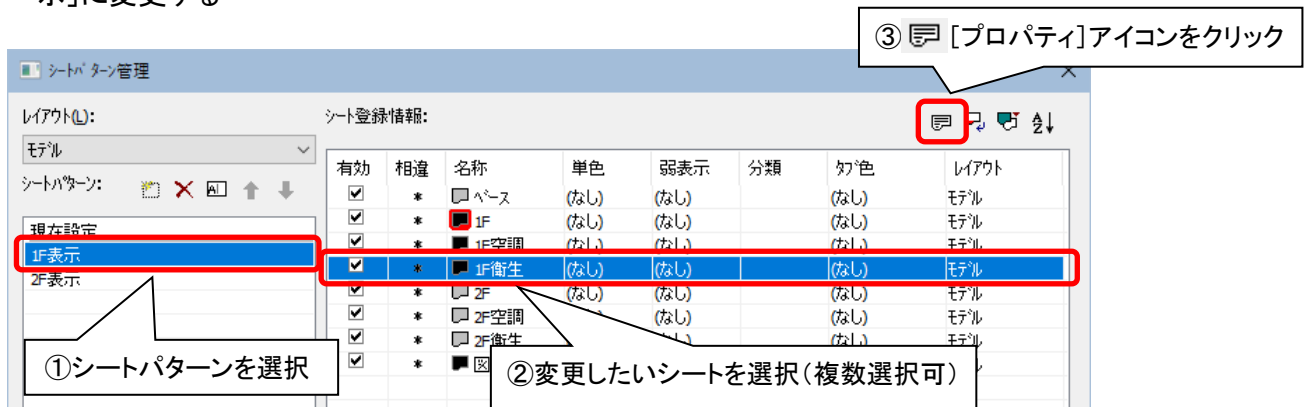 ③ [プロパティ]アイコンをクリック
シートパターン管理
レイアウト(L):
シート登録情報:
モデル
シートパターン:
有効 相違 名称 単色 弱表示 分類 タブ色 レイアウト
* ベース (なし) (なし) (なし) モデル
現在設定
* 1F (なし) (なし) (なし) モデル
* 1F空調 (なし) (なし) (なし) モデル
1F表示
* 1F衛生 (なし) (なし) (なし) モデル
2F表示
* 2F (なし) (なし) (なし) モデル
* 2F空調 (なし) (なし) モデル
* 2F衛生 (なし) モデル
*
①シートパターンを選択
②変更したいシートを選択(複数選択可)